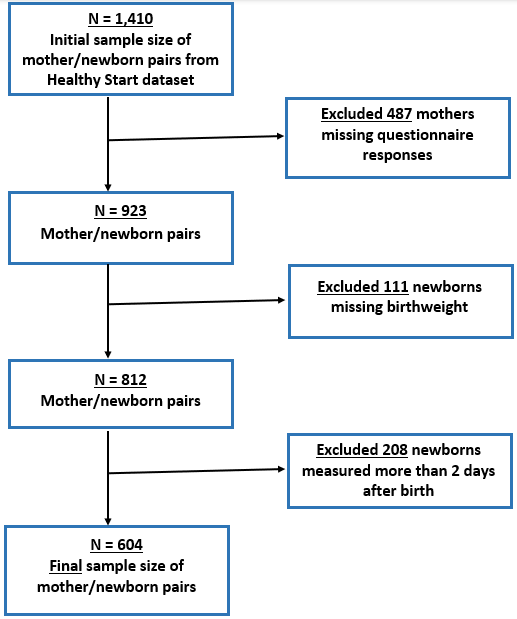 N = 1,410
Initial sample size of
mother/newborn pairs from
Healthy Start dataset
Excluded 487 mothers
missing questionnaire
responses
N = 923
Mother/newborn pairs
Excluded 111 newborns
missing birthweight
N = 812
Mother/newborn pairs
Excluded 208 newborns
measured more than 2 days
after birth
N = 604
Final sample size of
mother/newborn pairs